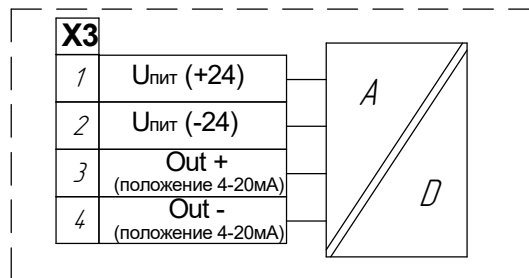 X3
1 Uпит (+24)
2 Uпит (-24)
3 Out +
(положение 4-20мА)
4 Out -
(положение 4-20мА)
A
D